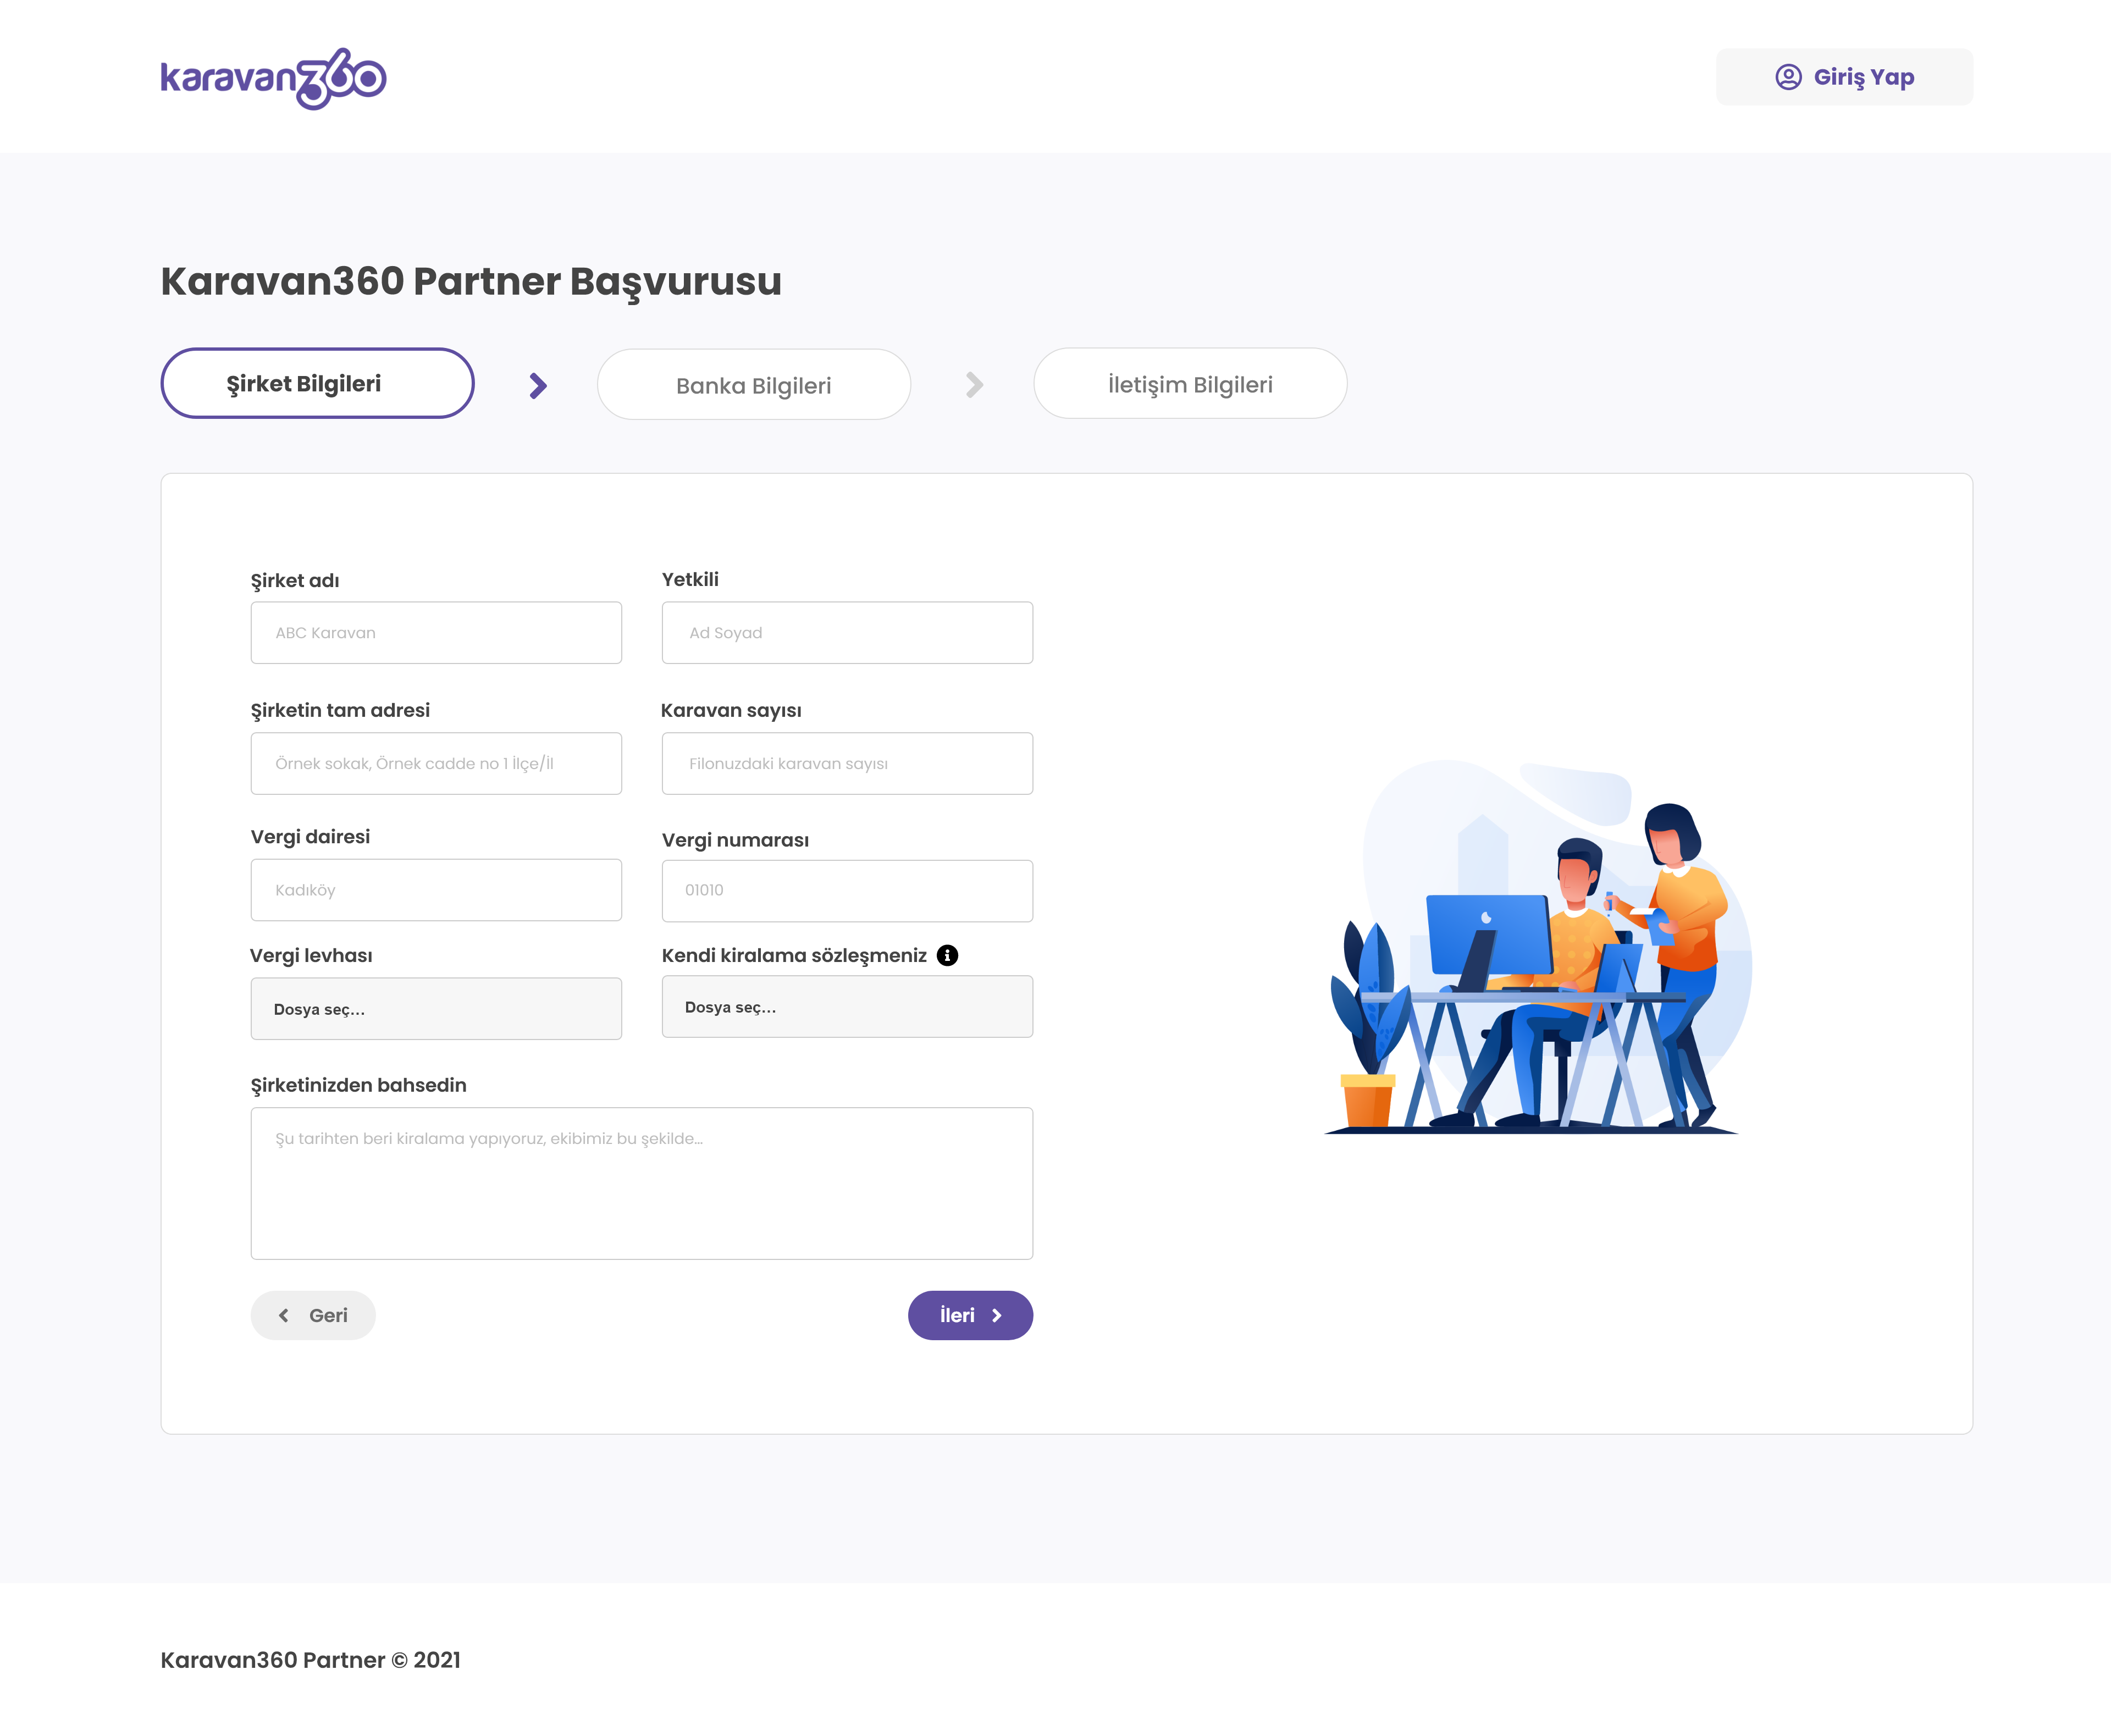 karavan360
Giriş Yap
Karavan360 Partner Başvurusu
Şirket Bilgileri
Banka Bilgileri
İletişim Bilgileri
Şirket adı
Yetkili
ABC Karavan
Ad Soyad
Şirketin tam adresi
Karavan sayısı
Örnek sokak, Örnek cadde no 1 İlçe/İl
Filonuzdaki karavan sayısı
Vergi dairesi
Vergi numarası
Kadıköy
01010
Vergi levhası
Kendi kiralama sözleşmeniz
Dosya seç...
Dosya seç...
Şirketinizden bahsedin
Şu tarihten beri kiralama yapıyoruz, ekibimiz bu şekilde...
Geri
İleri
Karavan360 Partner © 2021